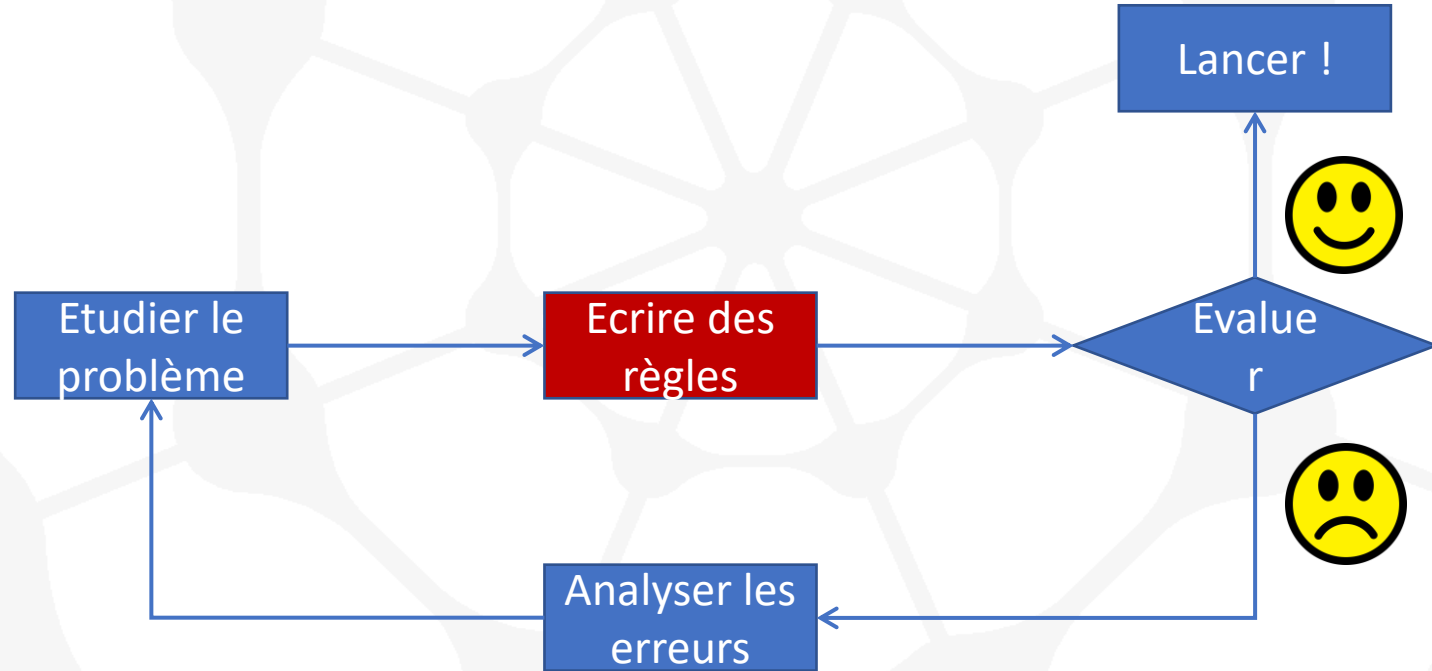 Lancer !
Etudier le
problème
Ecrire des
règles
Evalue
r
Analyser les
erreurs